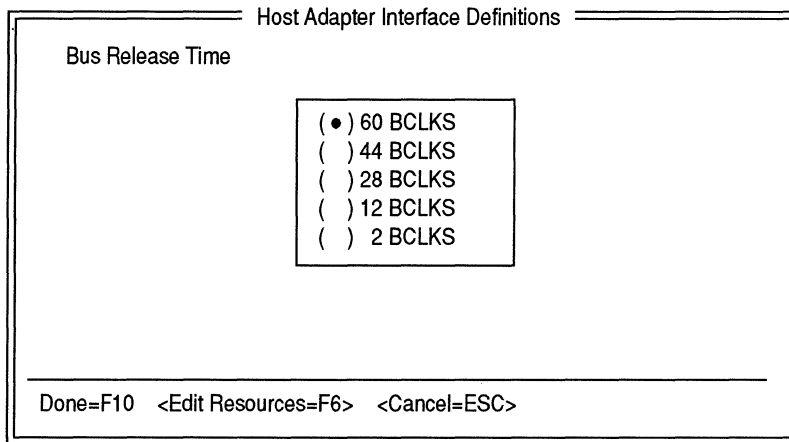 Host Adapter Interface Definitions
Bus Release Time
(•) 60 BCLKS
( ) 44 BCLKS
( ) 28 BCLKS
( ) 12 BCLKS
( ) 2 BCLKS
Done=F10 <Edit Resources=F6> <Cancel=ESC>